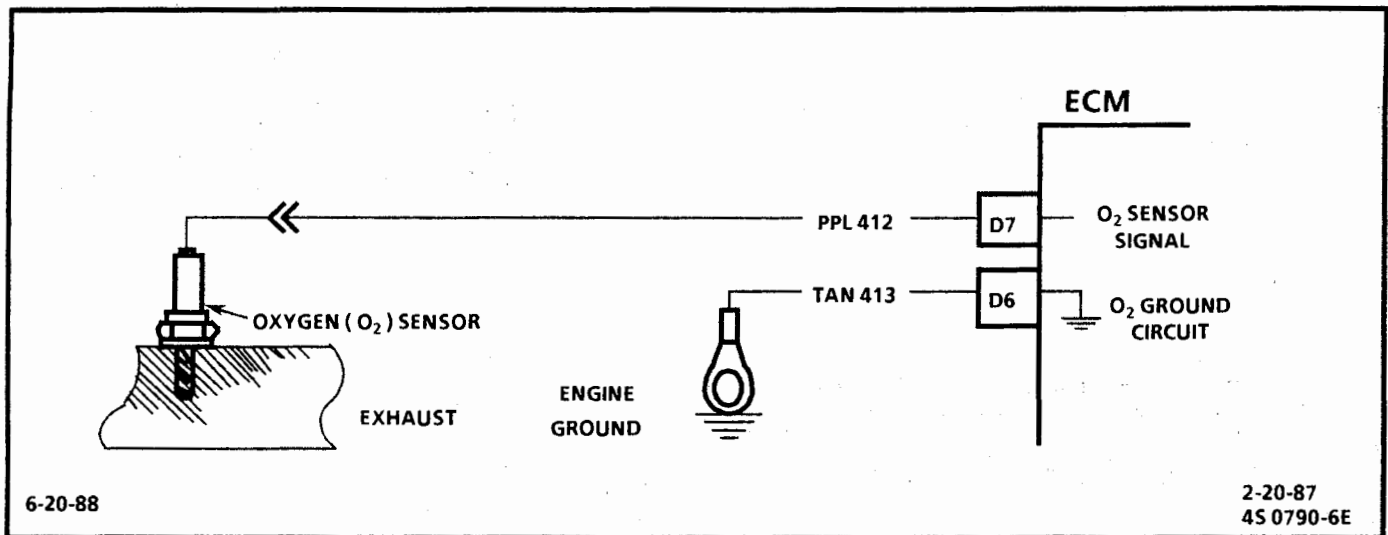 ECM
PPL 412
D7
O₂ SENSOR
SIGNAL
TAN 413
D6
O₂ GROUND
CIRCUIT
OXYGEN ( O₂ ) SENSOR
EXHAUST
ENGINE
GROUND
6-20-88
2-20-87
4S 0790-6E